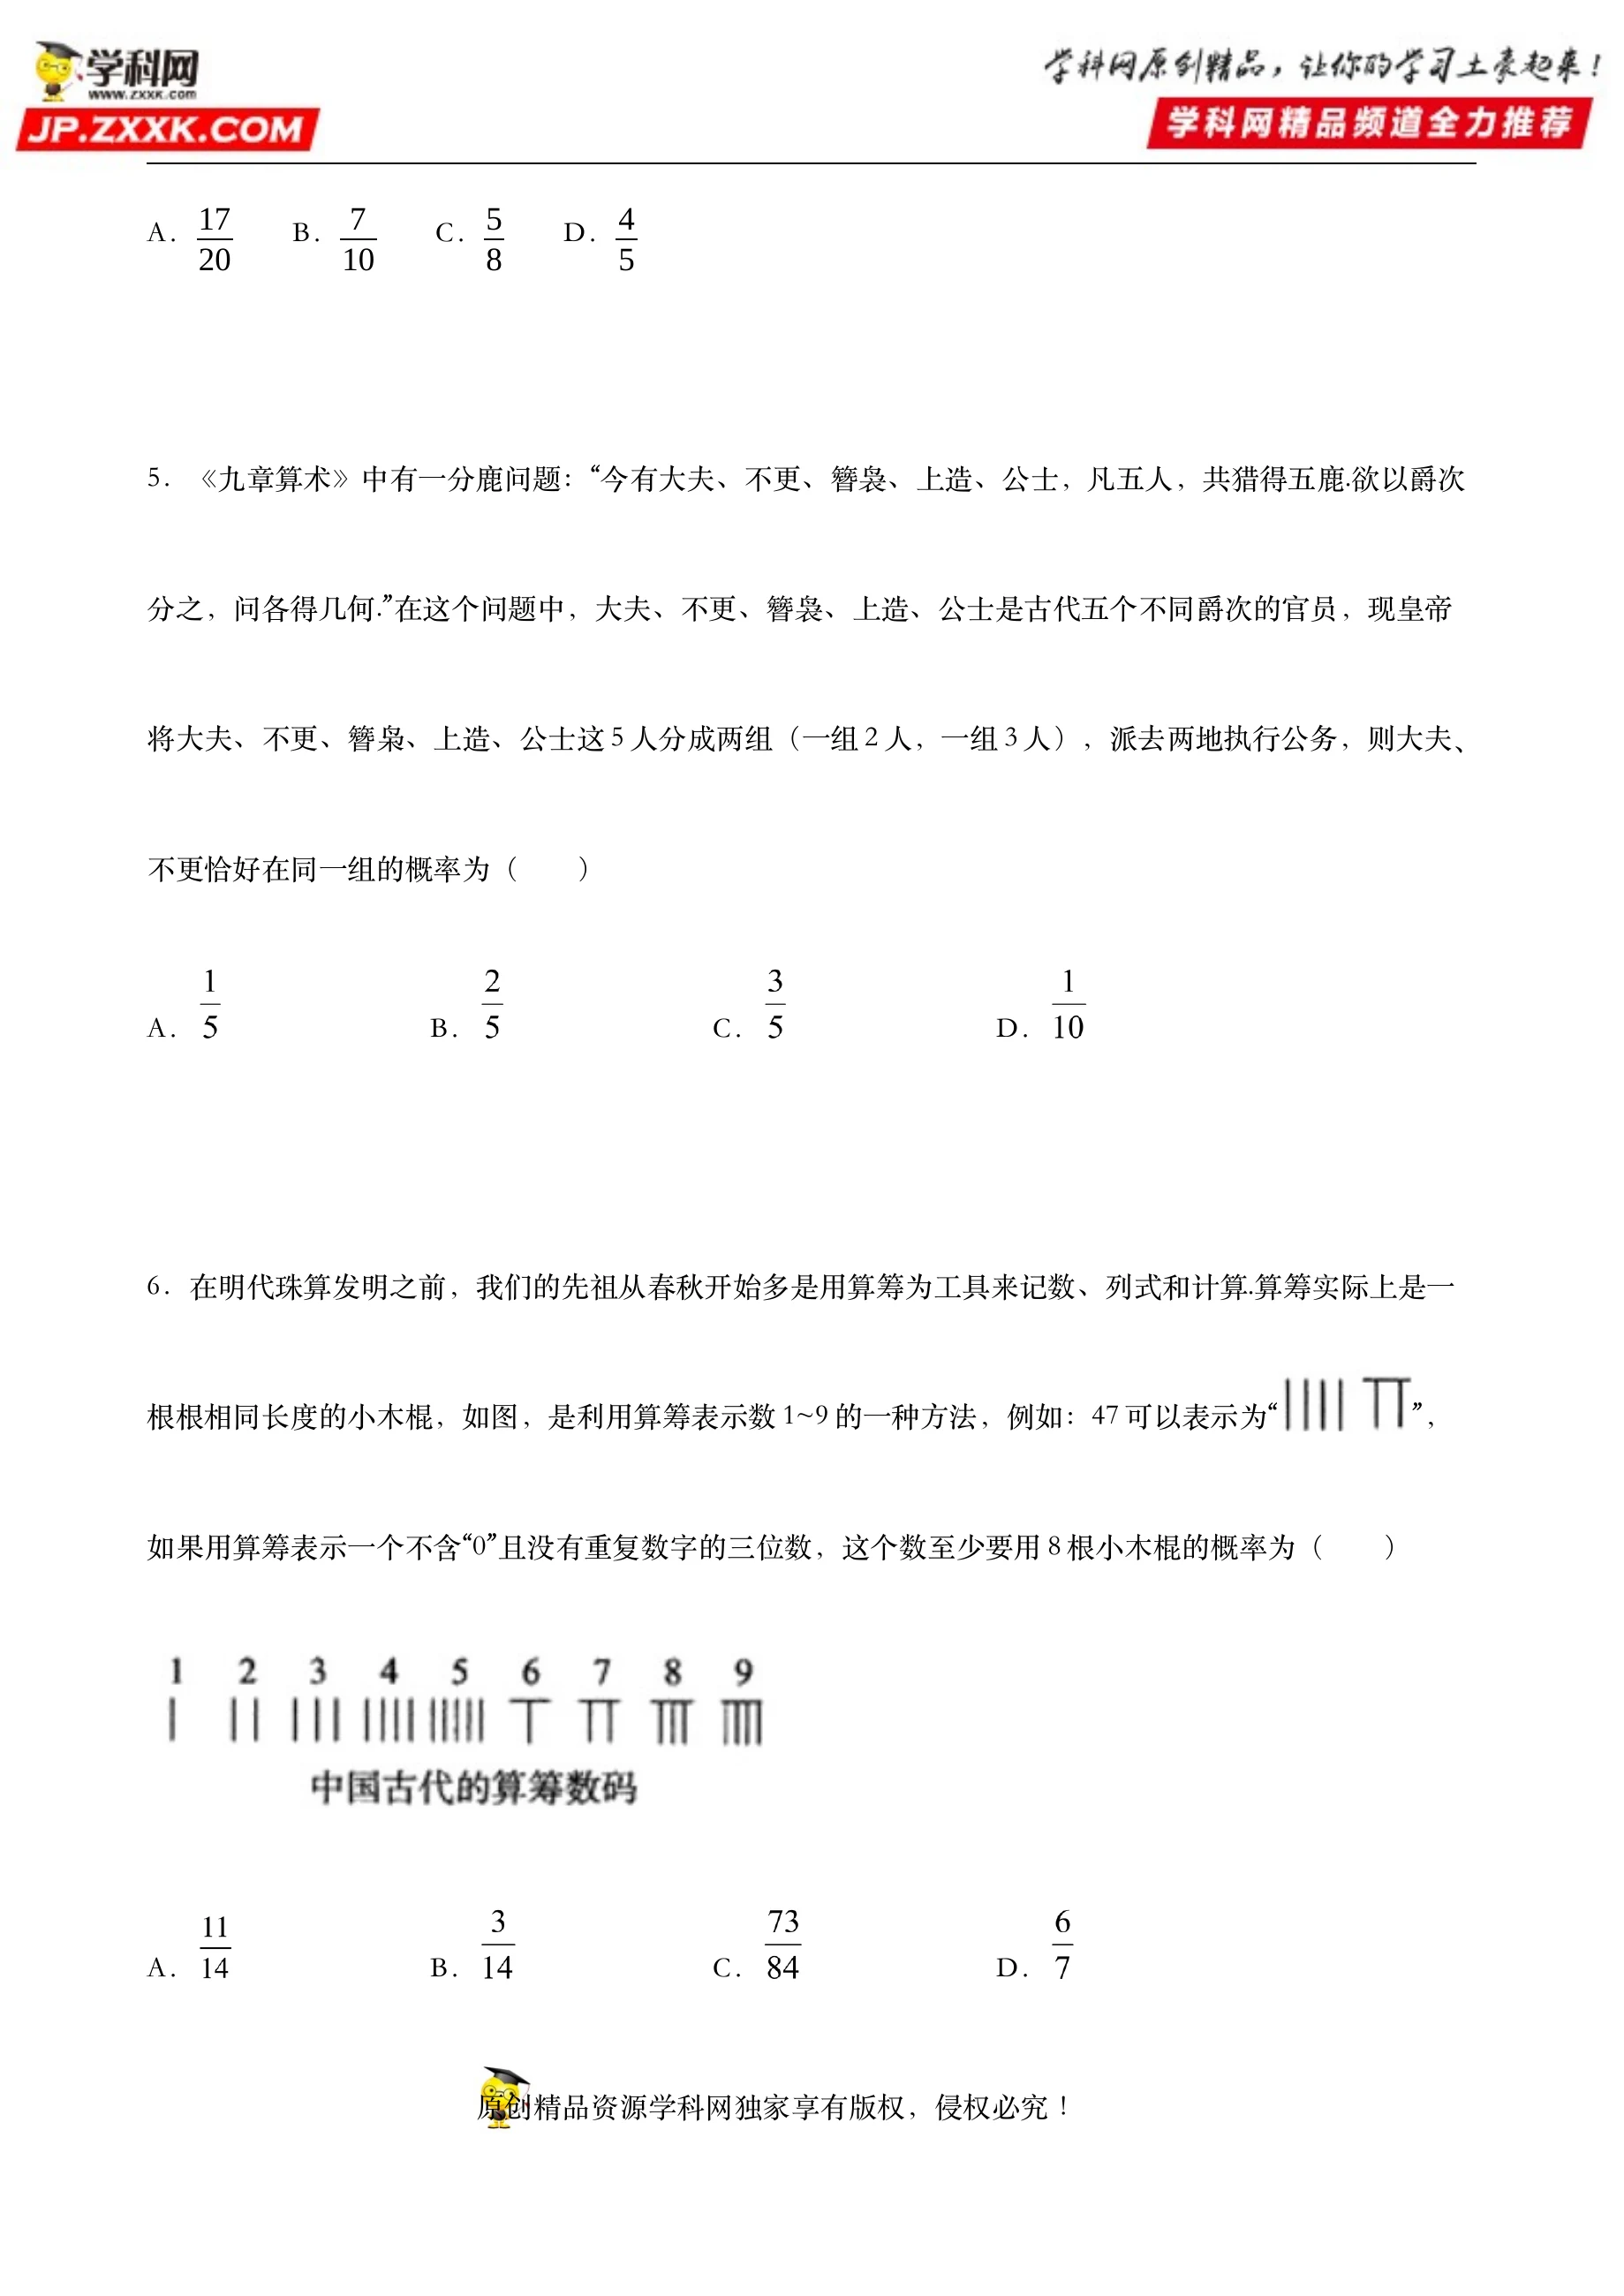 学科网
www.zxxk.com
JP.ZXXK.COM
学科网原创精品，让你的学习土豪起来！
学科网精品频道全力推荐
A. 17/20 B. 7/10 C. 5/8 D. 4/5
5. 《九章算术》中有一分鹿问题：“今有大夫、不更、簪袅、上造、公士，凡五人，共猎得五鹿.欲以爵次
分之，问各得几何.”在这个问题中，大夫、不更、簪袅、上造、公士是古代五个不同爵次的官员，现皇帝
将大夫、不更、簪枭、上造、公士这 5 人分成两组（一组 2 人，一组 3 人），派去两地执行公务，则大夫、
不更恰好在同一组的概率为（　　）
A. 1/5 B. 2/5 C. 3/5 D. 1/10
6. 在明代珠算发明之前，我们的先祖从春秋开始多是用算筹为工具来记数、列式和计算.算筹实际上是一
根根相同长度的小木棍，如图，是利用算筹表示数 1~9 的一种方法，例如：47 可以表示为“”，
如果用算筹表示一个不含“0”且没有重复数字的三位数，这个数至少要用 8 根小木棍的概率为（　　）
1 2 3 4 5 6 7 8 9
中国古代的算筹数码
A. 11/14 B. 3/14 C. 73/84 D. 6/7
原创精品资源学科网独家享有版权，侵权必究！